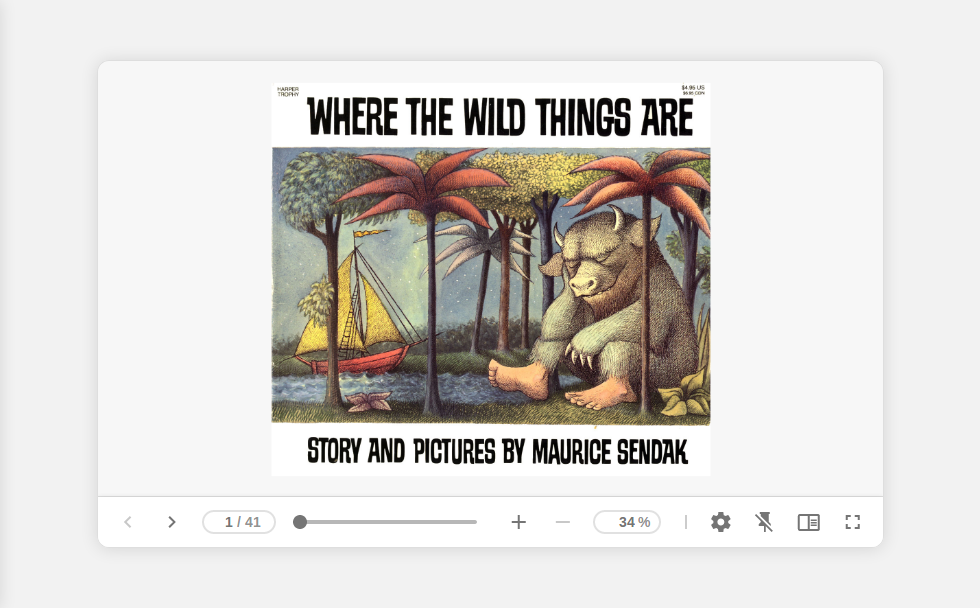 HARPER
TROPHY
$4.95 US
$6.95 CDN
WHERE THE WILD THINGS ARE
STORY AND PICTURES BY MAURICE SENDAK
1 / 41
34 %